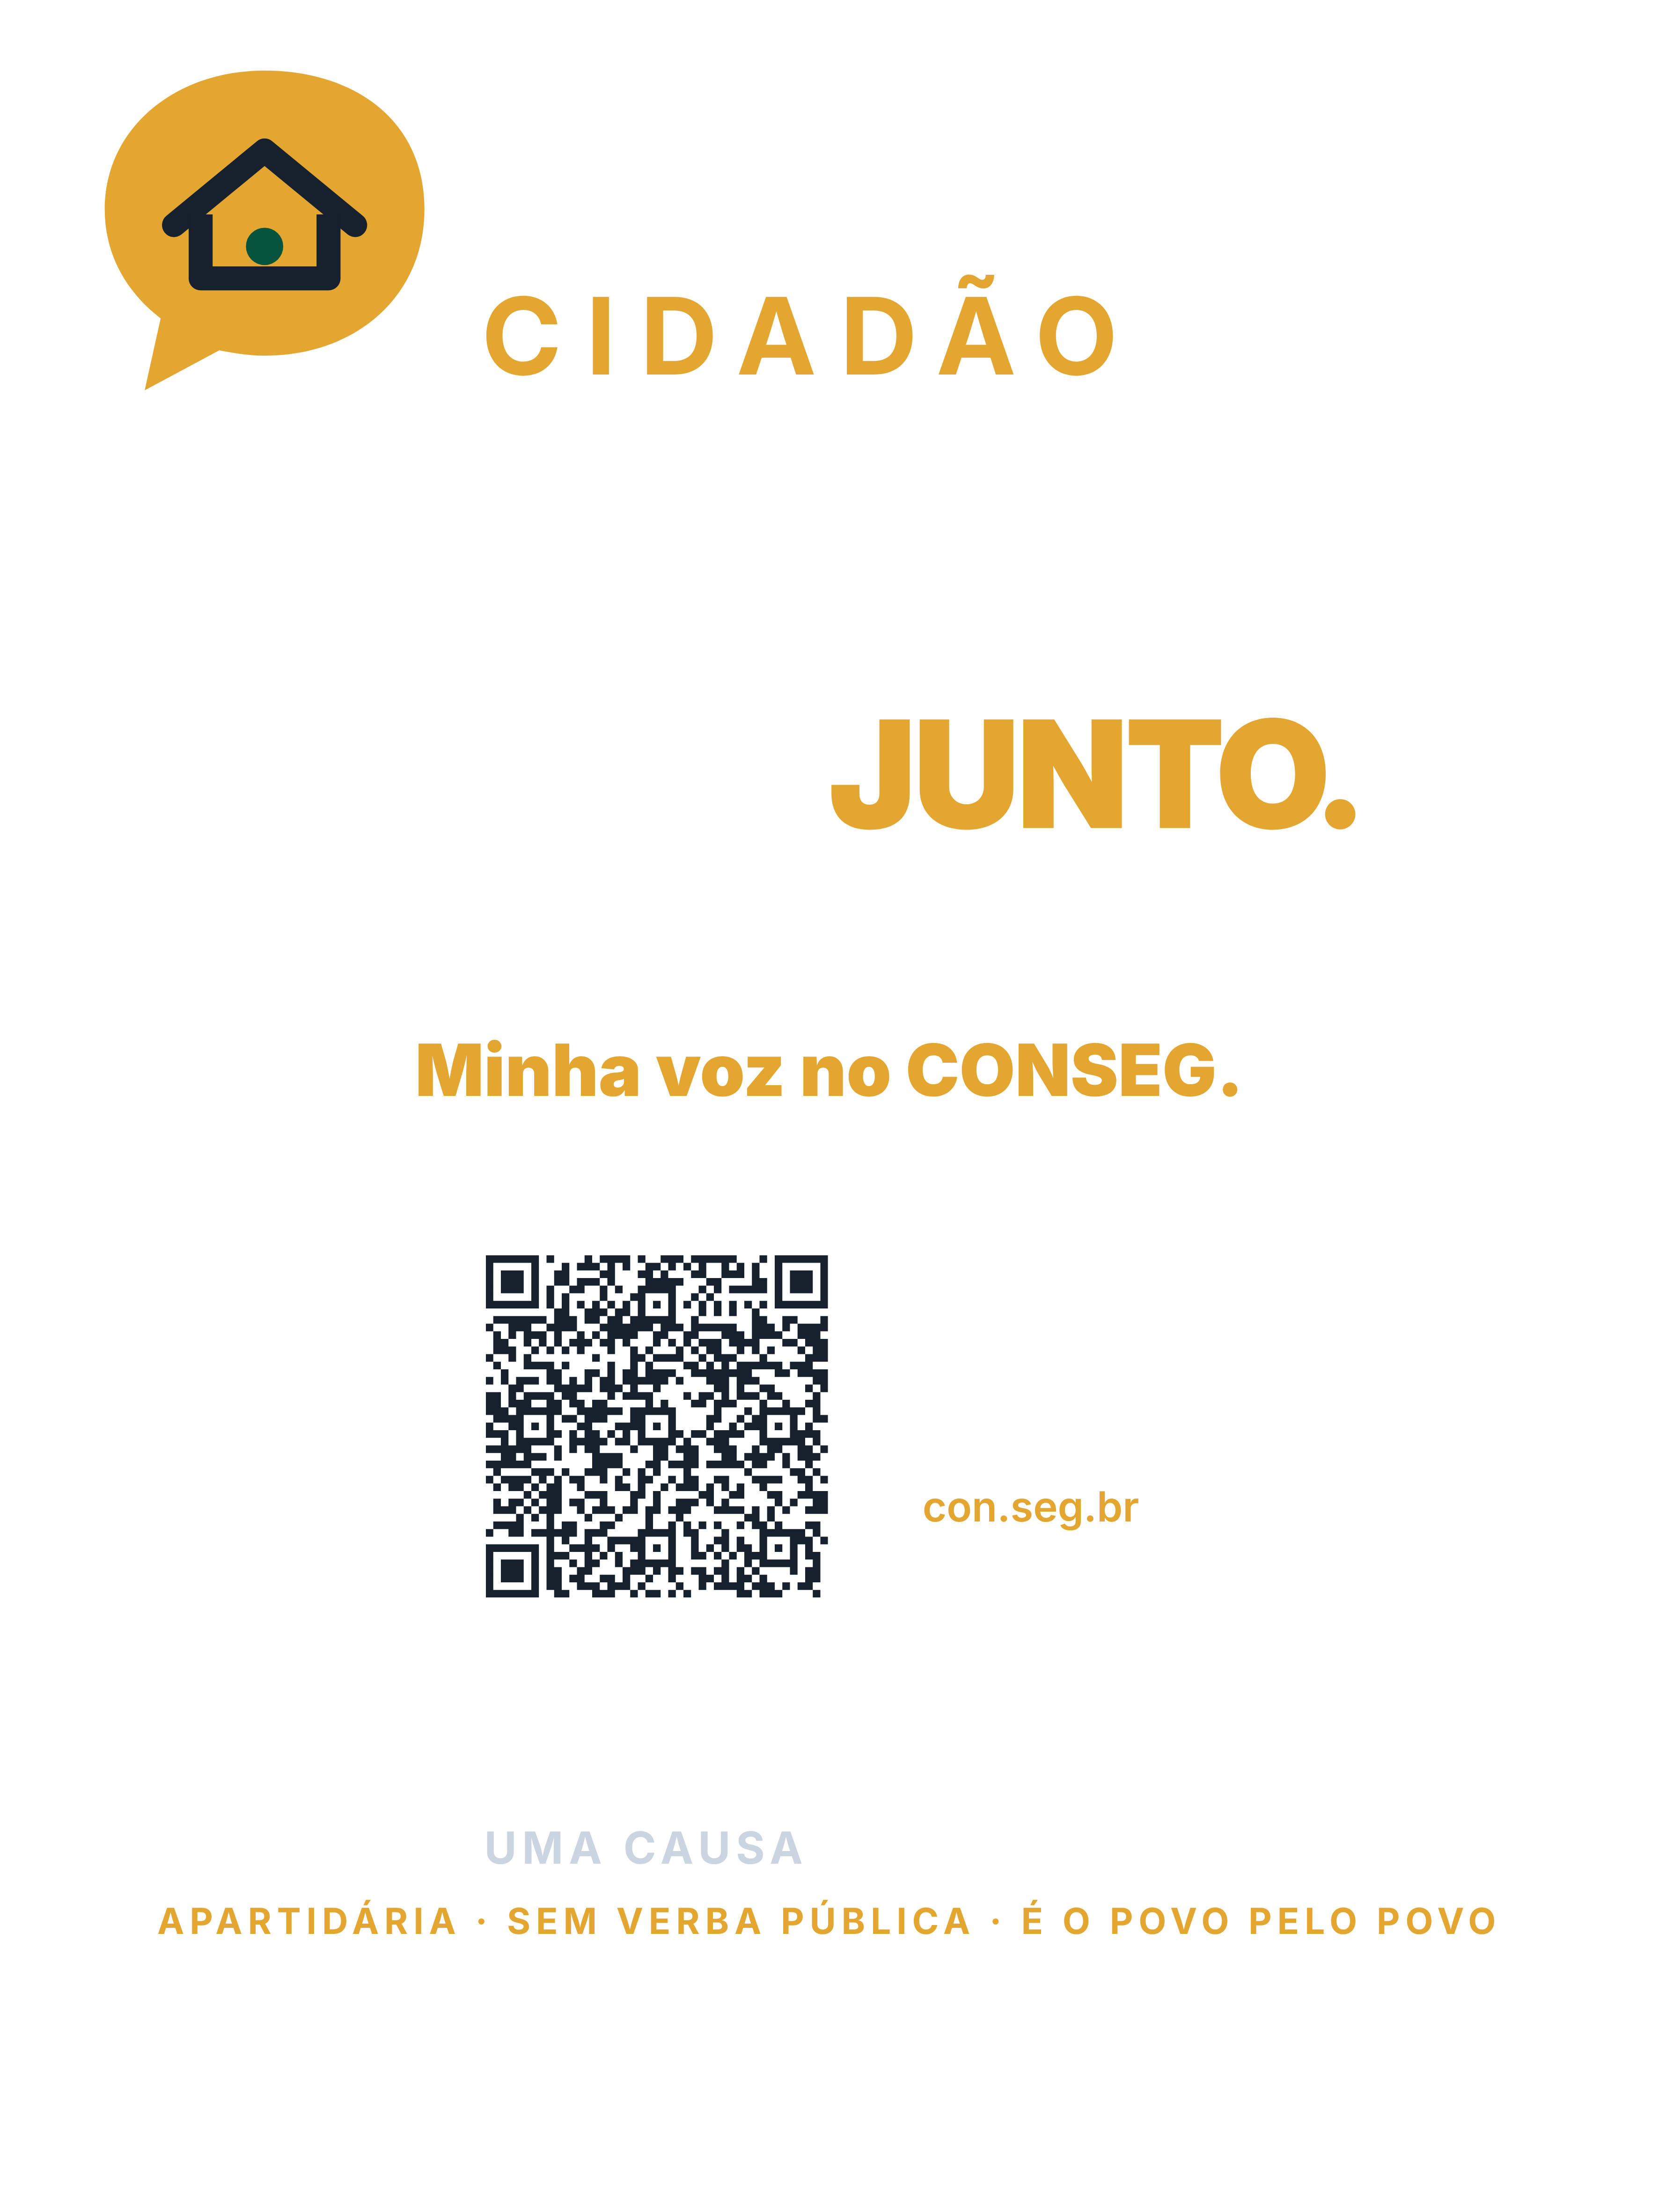 CIDADÃO
JUNTO.
Minha voz no CONSEG.
con.seg.br
UMA CAUSA
APARTIDÁRIA · SEM VERBA PÚBLICA · É O POVO PELO POVO